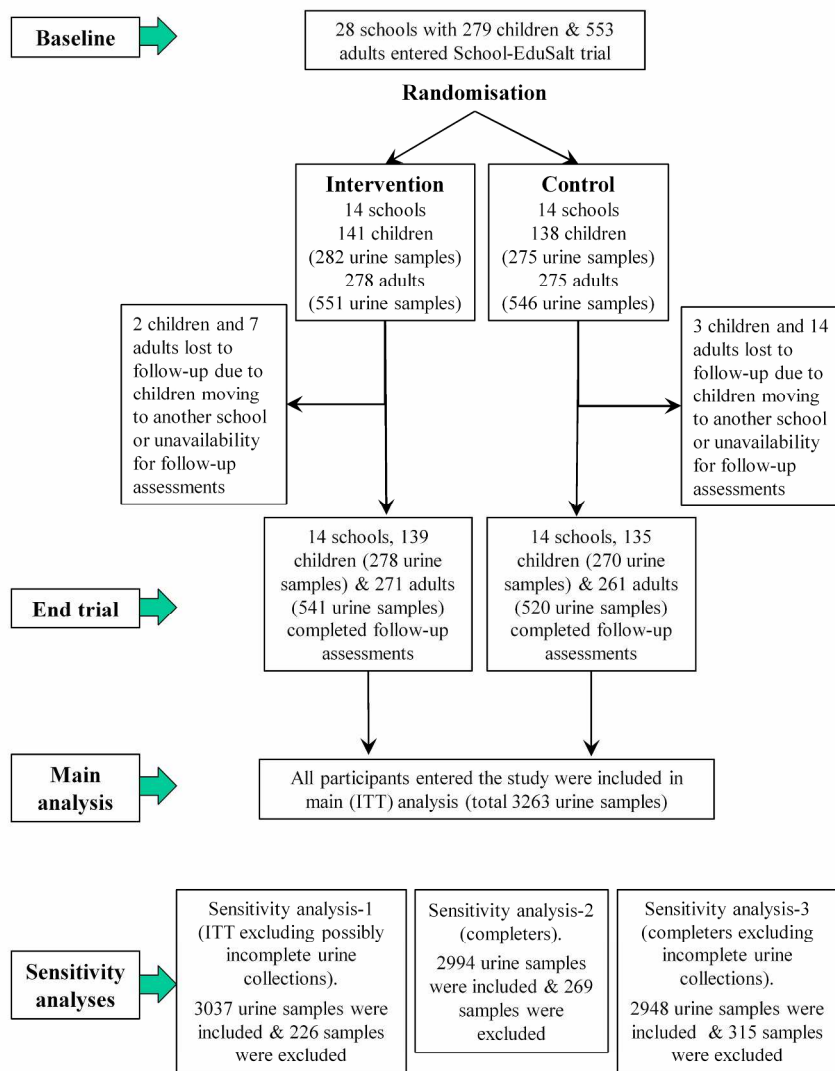 Baseline
28 schools with 279 children & 553
adults entered School-EduSalt trial
Randomisation
Intervention
14 schools
141 children
(282 urine samples)
278 adults
(551 urine samples)
Control
14 schools
138 children
(275 urine samples)
275 adults
(546 urine samples)
2 children and 7
adults lost to
follow-up due to
children moving
to another school
or unavailability
for follow-up
assessments
3 children and 14
adults lost to
follow-up due to
children moving
to another school
or unavailability
for follow-up
assessments
End trial
14 schools, 139
children (278 urine
samples) & 271 adults
(541 urine samples)
completed follow-up
assessments
14 schools, 135
children (270 urine
samples) & 261 adults
(520 urine samples)
completed follow-up
assessments
Main
analysis
All participants entered the study were included in
main (ITT) analysis (total 3263 urine samples)
Sensitivity
analyses
Sensitivity analysis-1
(ITT excluding possibly
incomplete urine
collections).
3037 urine samples were
included & 226 samples
were excluded
Sensitivity analysis-2
(completers).
2994 urine samples
were included & 269
samples were
excluded
Sensitivity analysis-3
(completers excluding
incomplete urine
collections).
2948 urine samples were
included & 315 samples
were excluded